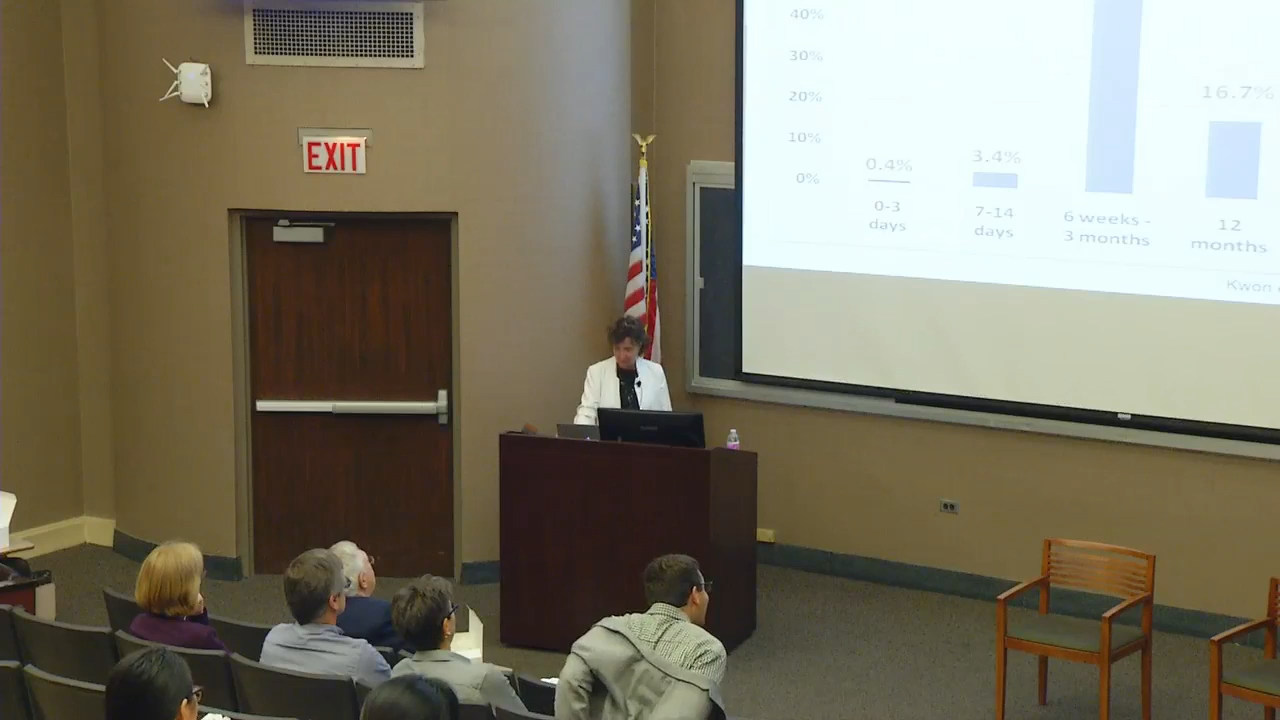 40%
30%
20%
10%
0%
16.7%
3.4%
0.4%
0-3
days
7-14
days
6 weeks -
3 months
12
months
Kwon
EXIT